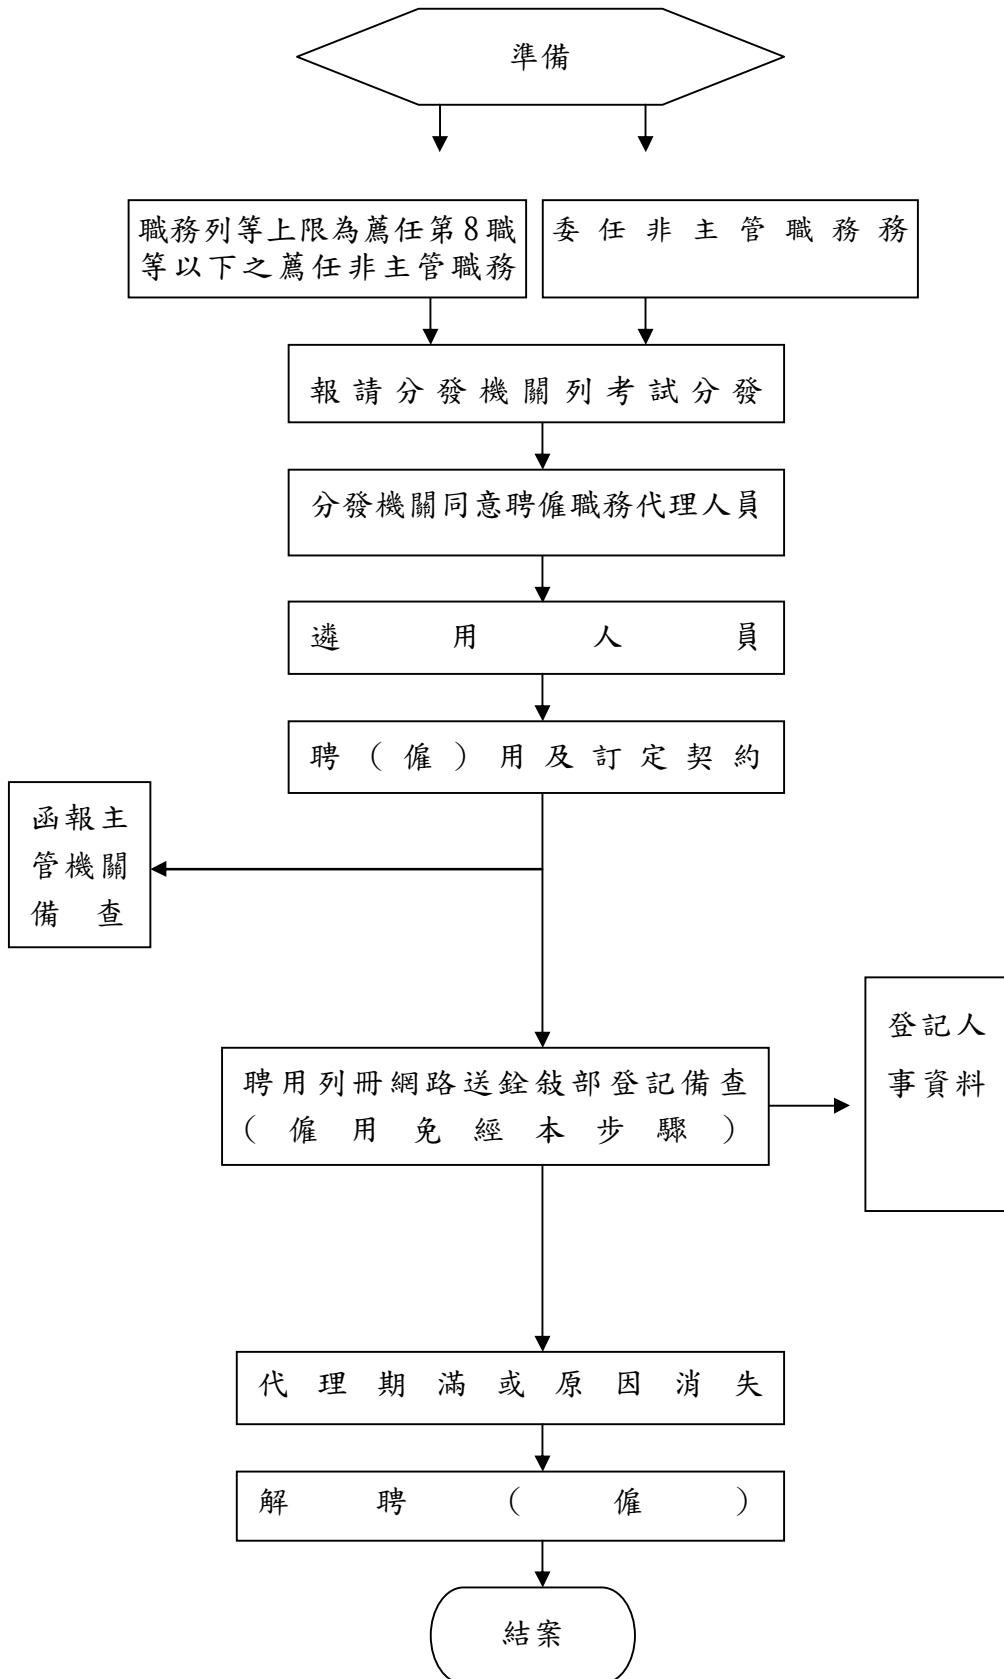 準備
職務列等上限為薦任第8職
等以下之薦任非主管職務
委任非主管職務務
報請分發機關列考試分發
分發機關同意聘僱職務代理人員
遴用人員
聘（僱）用及訂定契約
函報主
管機關
備查
登記人
事資料
聘用列冊網路送銓敍部登記備查
（僱用免經本步驟）
代理期滿或原因消失
解聘（僱）
結案